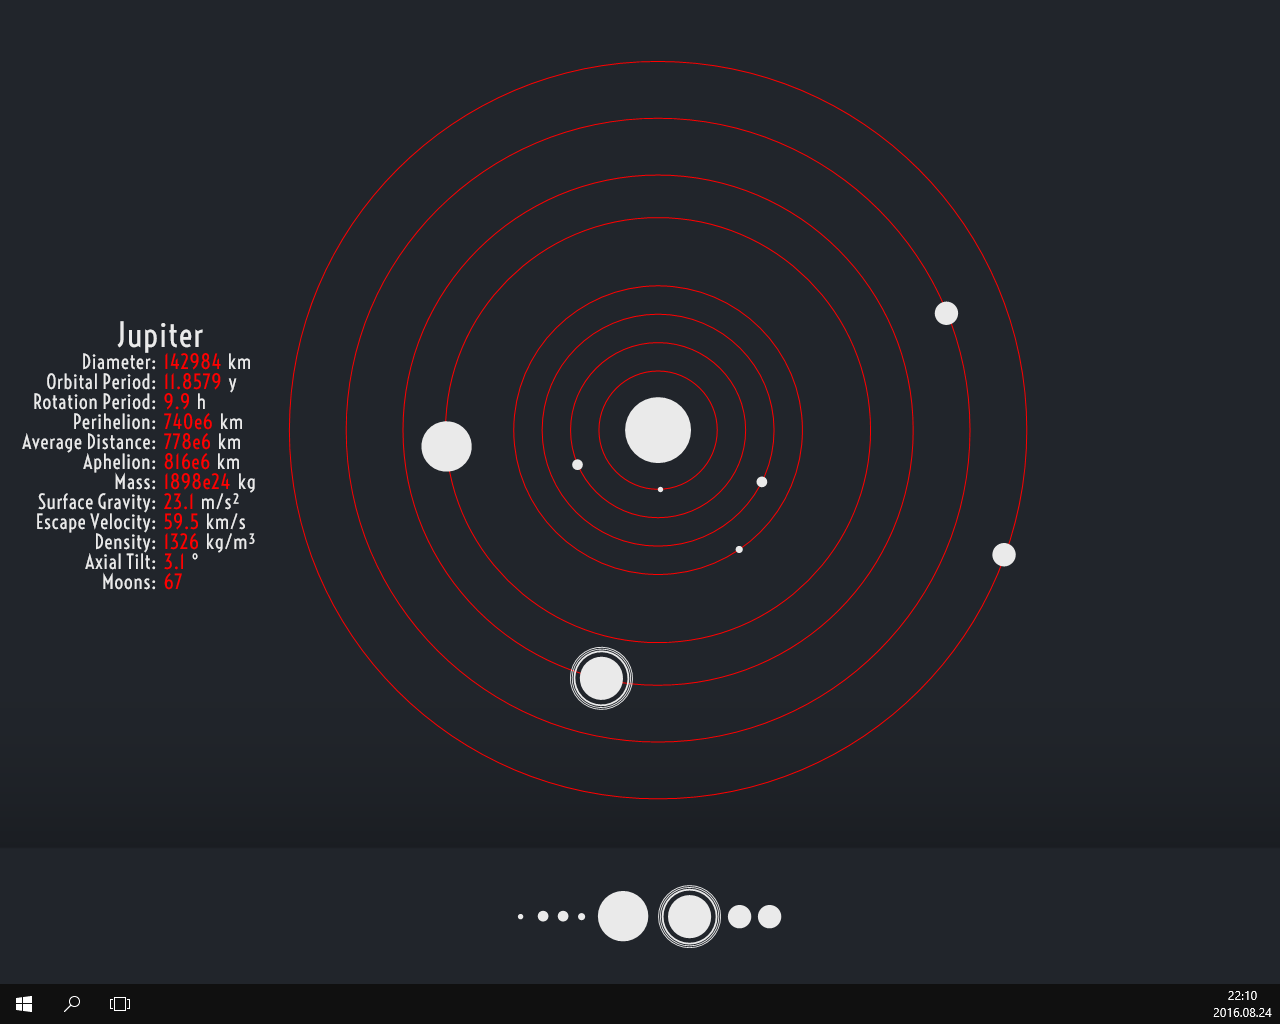 Jupiter
Diameter: 142984 km
Orbital Period: 11.8579 y
Rotation Period: 9.9 h
Perihelion: 740e6 km
Average Distance: 778e6 km
Aphelion: 816e6 km
Mass: 1898e24 kg
Surface Gravity: 23.1 m/s²
Escape Velocity: 59.5 km/s
Density: 1326 kg/m³
Axial Tilt: 3.1 °
Moons: 67
22:10
2016.08.24